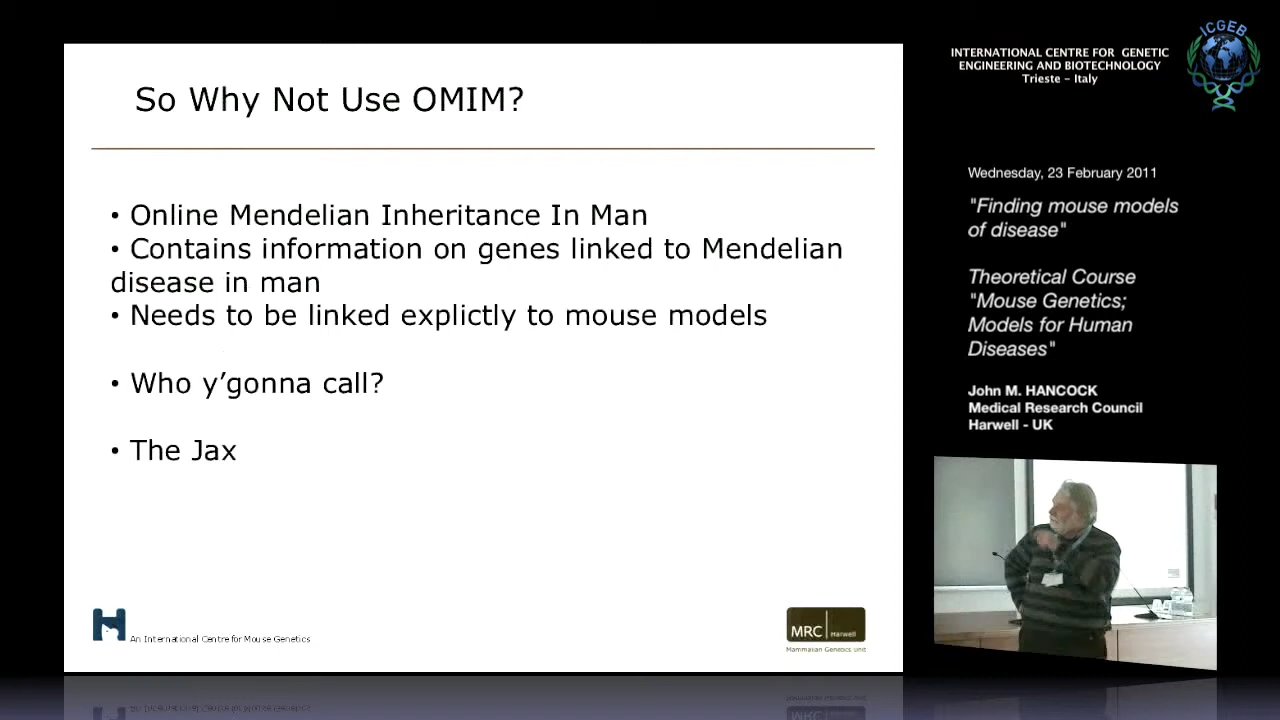 So Why Not Use OMIM?
• Online Mendelian Inheritance In Man
• Contains information on genes linked to Mendelian
disease in man
• Needs to be linked explictly to mouse models
• Who y’gonna call?
• The Jax
An International Centre for Mouse Genetics
MRC | Harwell
Mammalian Genetics Unit
INTERNATIONAL CENTRE FOR GENETIC
ENGINEERING AND BIOTECHNOLOGY
Trieste – Italy
ICGEB
Wednesday, 23 February 2011
"Finding mouse models
of disease"
Theoretical Course
"Mouse Genetics;
Models for Human
Diseases"
John M. HANCOCK
Medical Research Council
Harwell - UK